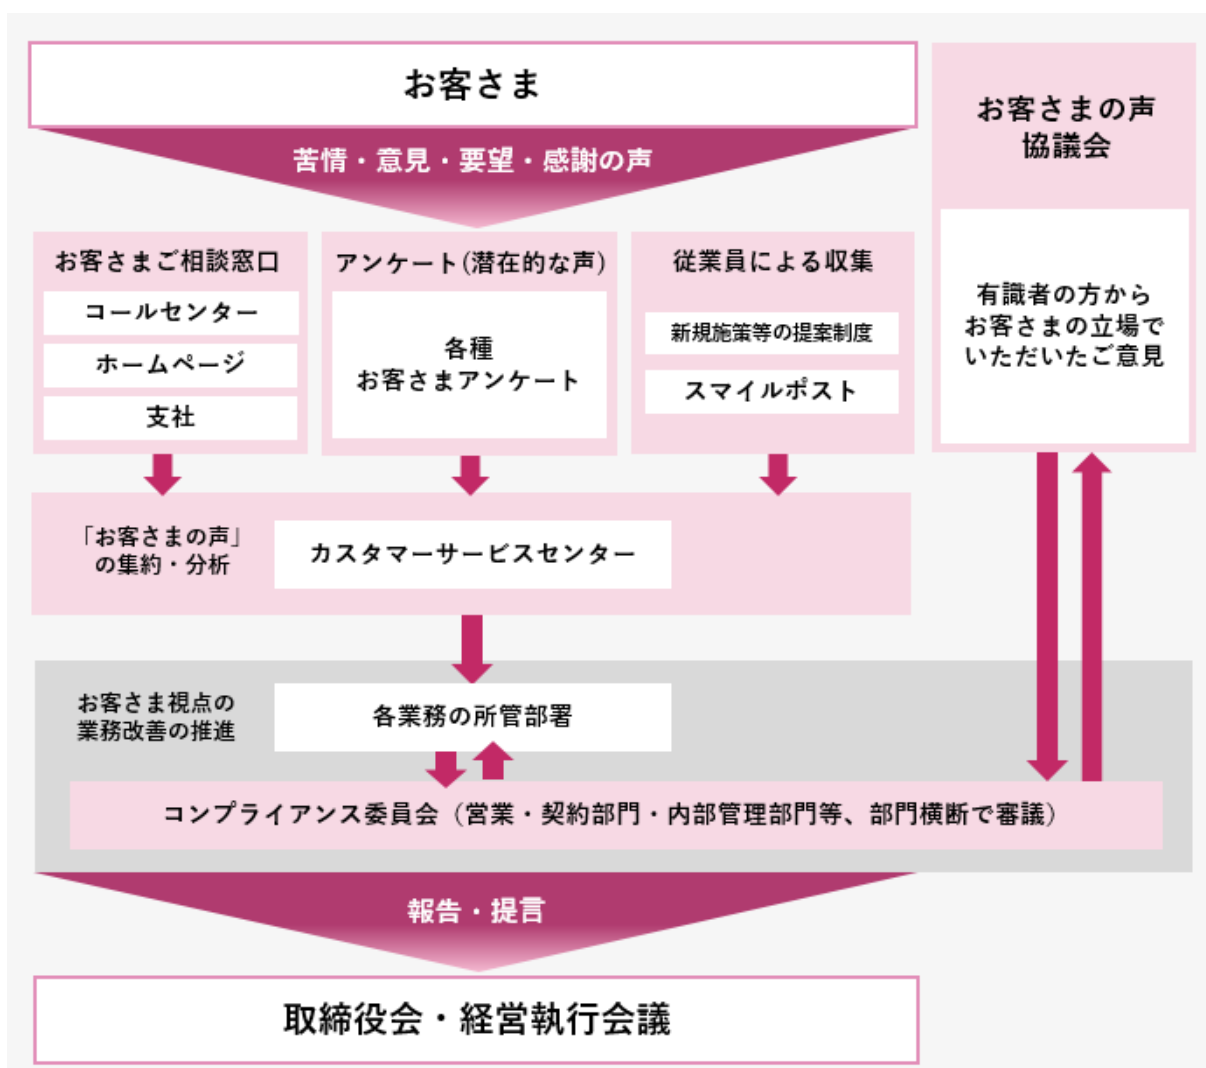 お客さま
苦情・意見・要望・感謝の声
お客さまの声
協議会
有識者の方から
お客さまの立場で
いただいたご意見
お客さまご相談窓口
コールセンター
ホームページ
支社
アンケート(潜在的な声)
各種
お客さまアンケート
従業員による収集
新規施策等の提案制度
スマイルポスト
「お客さまの声」
の集約・分析
カスタマーサービスセンター
お客さま視点の
業務改善の推進
各業務の所管部署
コンプライアンス委員会（営業・契約部門・内部管理部門等、部門横断で審議）
報告・提言
取締役会・経営執行会議